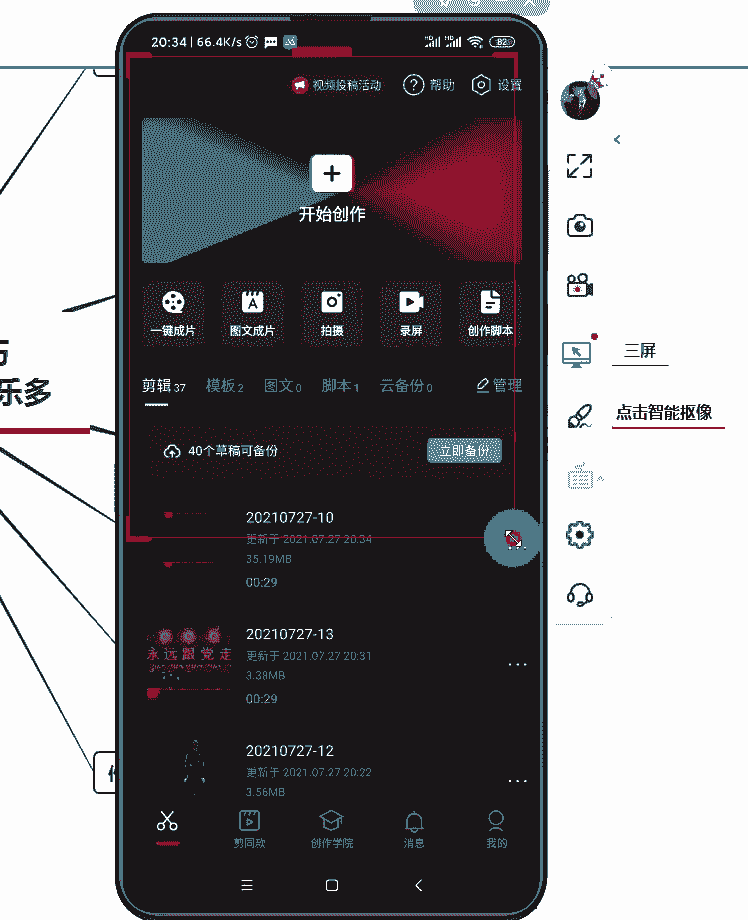 20:34 | 66.4K/s
82
视频投稿活动
帮助
设置
开始创作
一键成片
图文成片
拍摄
录屏
创作脚本
剪辑 37
模板 2
图文 0
脚本 1
云备份 0
管理
40个草稿可备份
立即备份
20210727-10
更新于 2021.07.27 20:34
35.19MB
00:29
20210727-13
更新于 2021.07.27 20:31
3.38MB
00:29
永远跟党走
20210727-12
更新于 2021.07.27 20:22
3.56MB
剪同款
创作学院
消息
我的
三屏
点击智能抠像
乐多